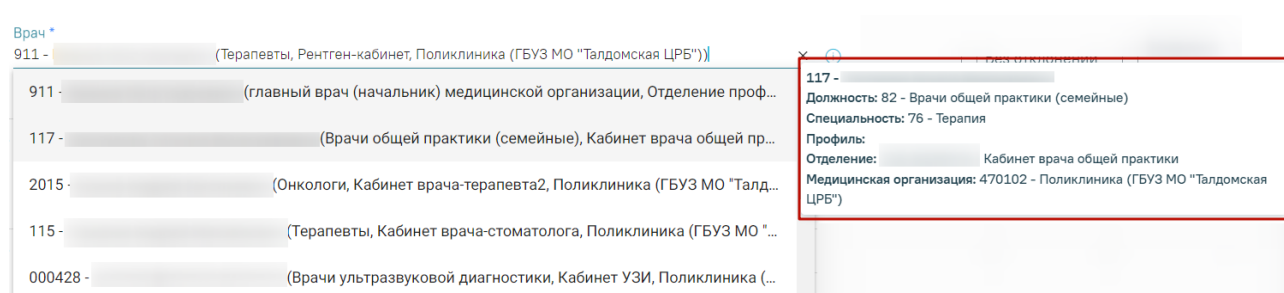 Врач *
911 - (Терапевты, Рентген-кабинет, Поликлиника (ГБУЗ МО "Талдомская ЦРБ"))
911 - (главный врач (начальник) медицинской организации, Отделение проф...
117 - (Врачи общей практики (семейные), Кабинет врача общей пр...
2015 - (Онкологи, Кабинет врача-терапевта2, Поликлиника (ГБУЗ МО "Талд...
115 - (Терапевты, Кабинет врача-стоматолога, Поликлиника (ГБУЗ МО "...
000428 - (Врачи ультразвуковой диагностики, Кабинет УЗИ, Поликлиника (...
117 -
Должность: 82 - Врачи общей практики (семейные)
Специальность: 76 - Терапия
Профиль:
Отделение: Кабинет врача общей практики
Медицинская организация: 470102 - Поликлиника (ГБУЗ МО "Талдомская
ЦРБ")